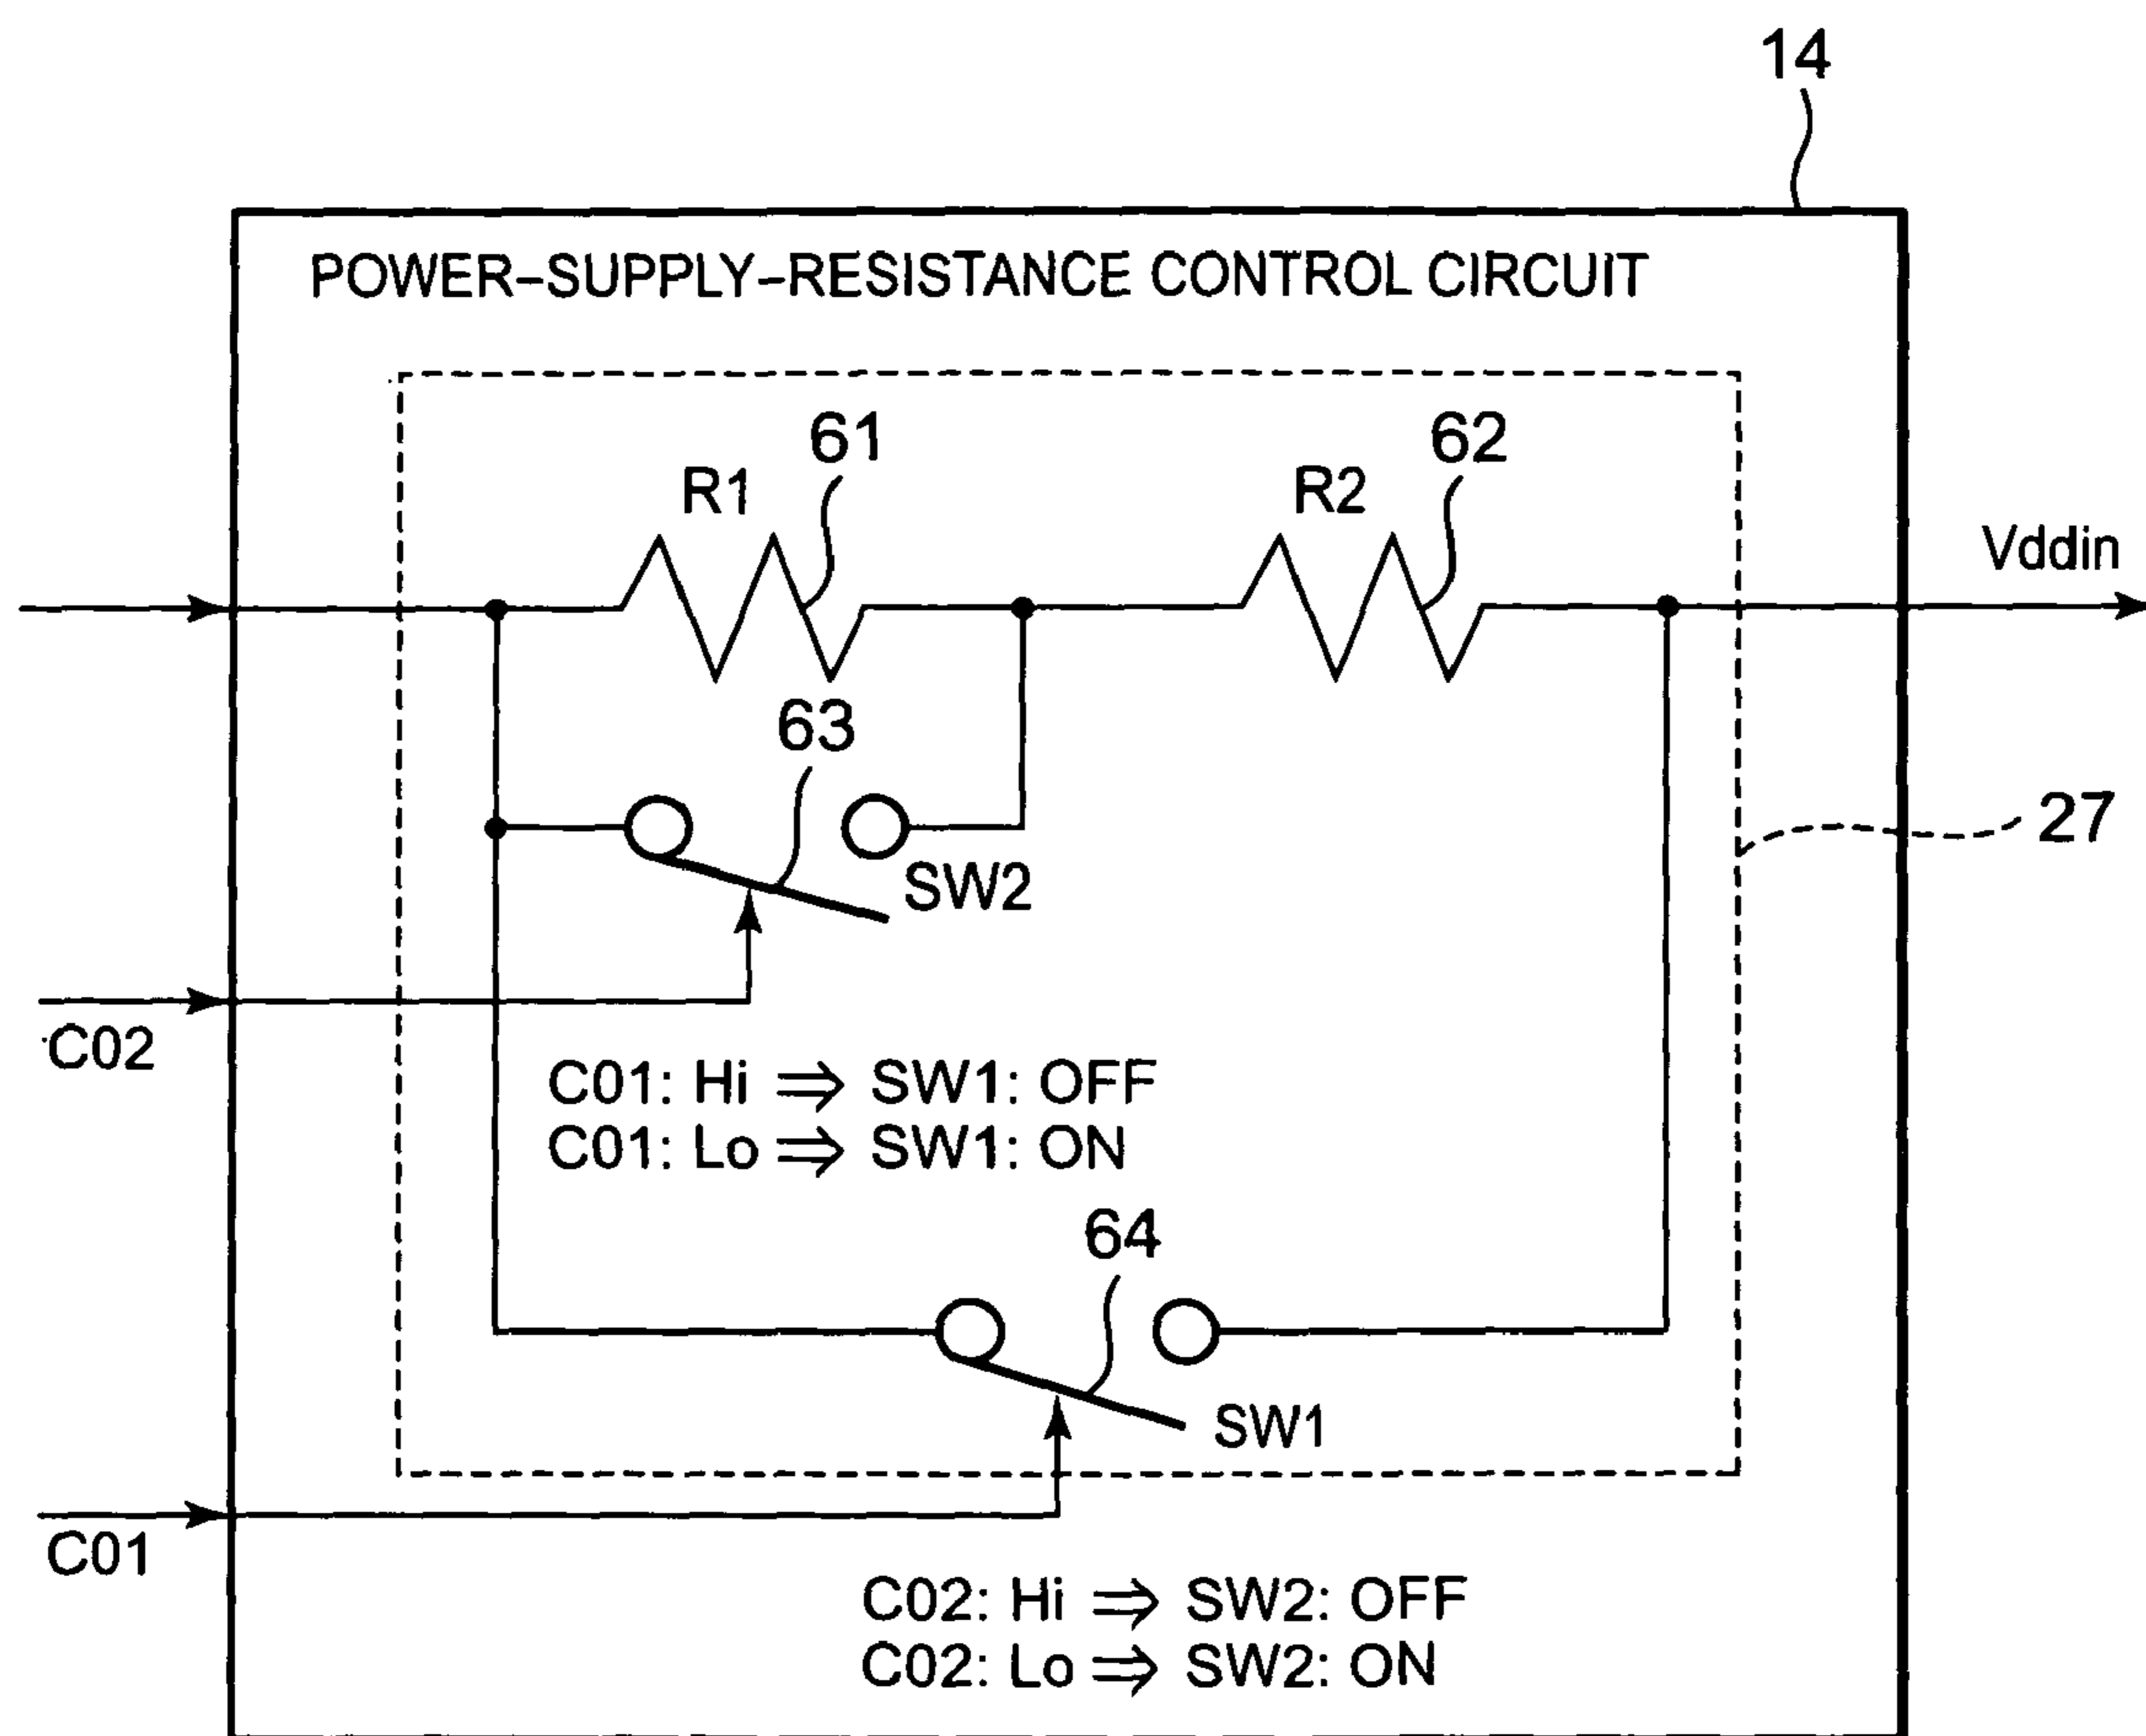 14
POWER-SUPPLY-RESISTANCE CONTROL CIRCUIT
61
62
R1
R2
Vddin
63
27
SW2
C02
C01: Hi ⇒ SW1: OFF
C01: Lo ⇒ SW1: ON
64
SW1
C01
C02: Hi ⇒ SW2: OFF
C02: Lo ⇒ SW2: ON